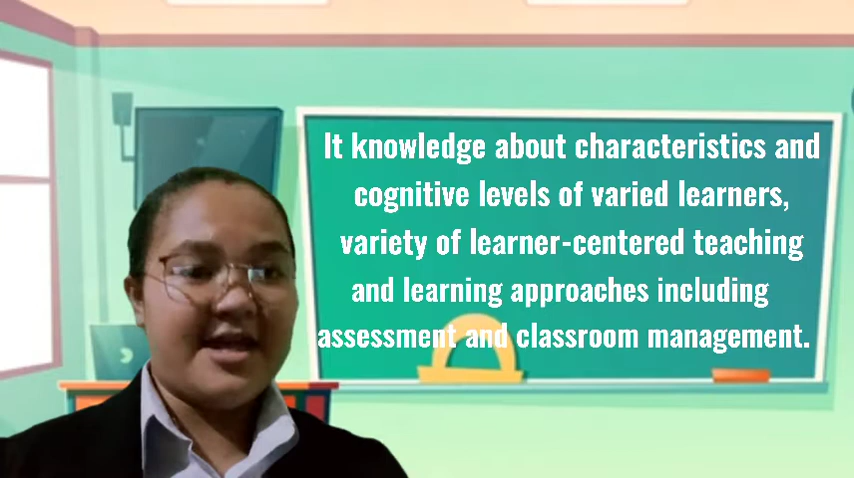 It knowledge about characteristics and
cognitive levels of varied learners,
variety of learner-centered teaching
and learning approaches including
assessment and classroom management.